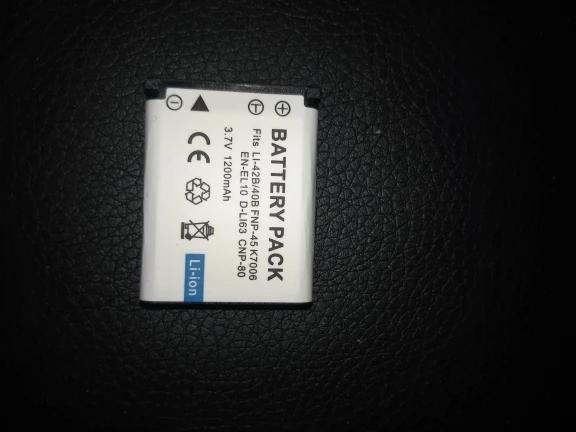 BATTERY PACK
Fits LI-42B/40B FNP-45 K7006
EN-EL10 D-LI63 CNP-80
3.7V 1200mAh
CE
Li-ion